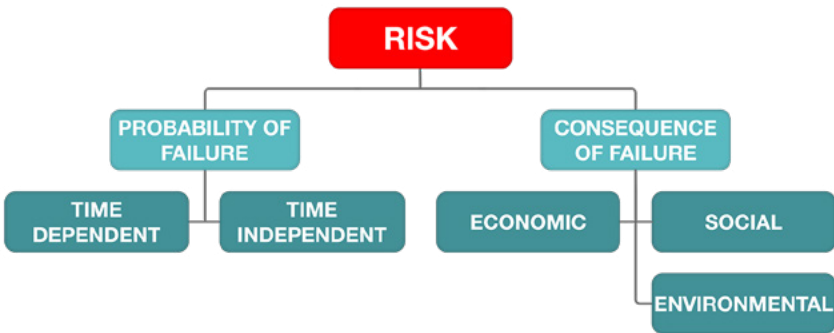 RISK
PROBABILITY OF
FAILURE
CONSEQUENCE
OF FAILURE
TIME
DEPENDENT
TIME
INDEPENDENT
ECONOMIC
SOCIAL
ENVIRONMENTAL